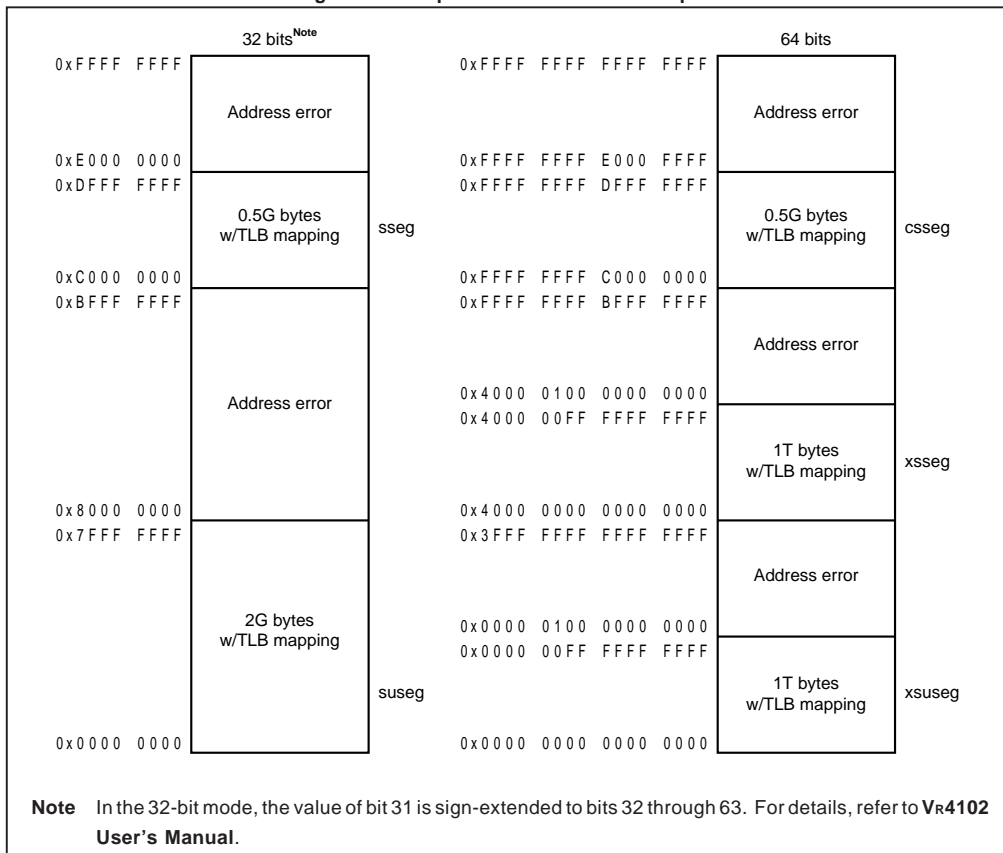 32 bitsNote
0xFFFF FFFF
Address error
0xE000 0000
0xDFFF FFFF
0.5G bytes
w/TLB mapping
sseg
0xC000 0000
0xBFFF FFFF
Address error
0x8000 0000
0x7FFF FFFF
2G bytes
w/TLB mapping
suseg
0x0000 0000
64 bits
0xFFFF FFFF FFFF FFFF
Address error
0xFFFF FFFF E000 FFFF
0xFFFF FFFF DFFF FFFF
0.5G bytes
w/TLB mapping
csseg
0xFFFF FFFF C000 0000
0xFFFF FFFF BFFF FFFF
Address error
0x4000 0100 0000 0000
0x4000 00FF FFFF FFFF
1T bytes
w/TLB mapping
xsseg
0x4000 0000 0000 0000
0x3FFF FFFF FFFF FFFF
Address error
0x0000 0100 0000 0000
0x0000 00FF FFFF FFFF
1T bytes
w/TLB mapping
xsuseg
0x0000 0000 0000 0000
Note In the 32-bit mode, the value of bit 31 is sign-extended to bits 32 through 63. For details, refer to VR4102
User's Manual.